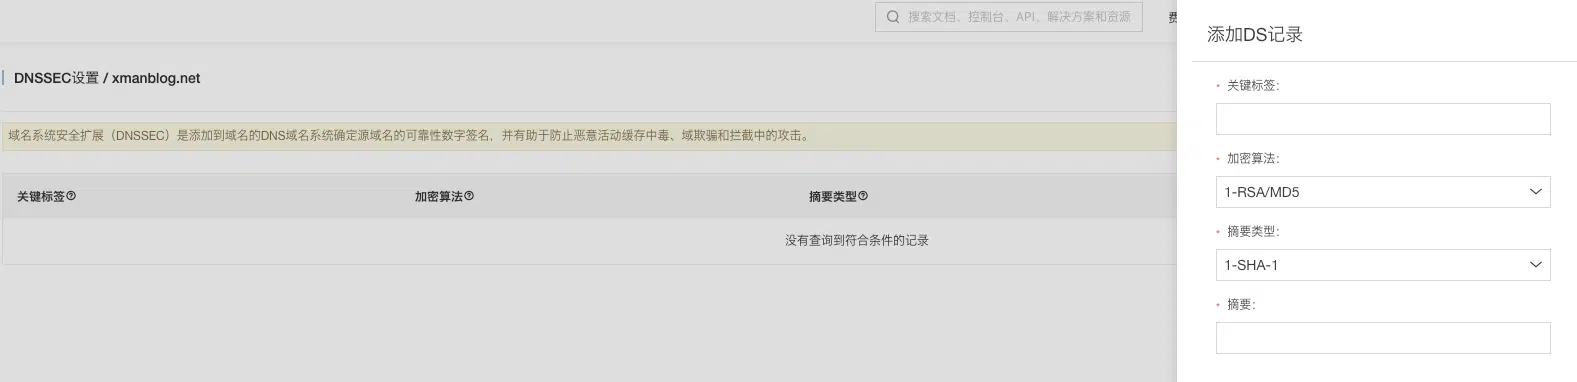 搜索文档、控制台、API、解决方案和资源
费
添加DS记录
DNSSEC设置 / xmanblog.net
域名系统安全扩展（DNSSEC）是添加到域名的DNS域名系统确定源域名的可靠性数字签名，并有助于防止恶意活动缓存中毒、域欺骗和拦截中的攻击。
关键标签 加密算法 摘要类型
没有查询到符合条件的记录
* 关键标签：
* 加密算法：
1-RSA/MD5
* 摘要类型：
1-SHA-1
* 摘要：